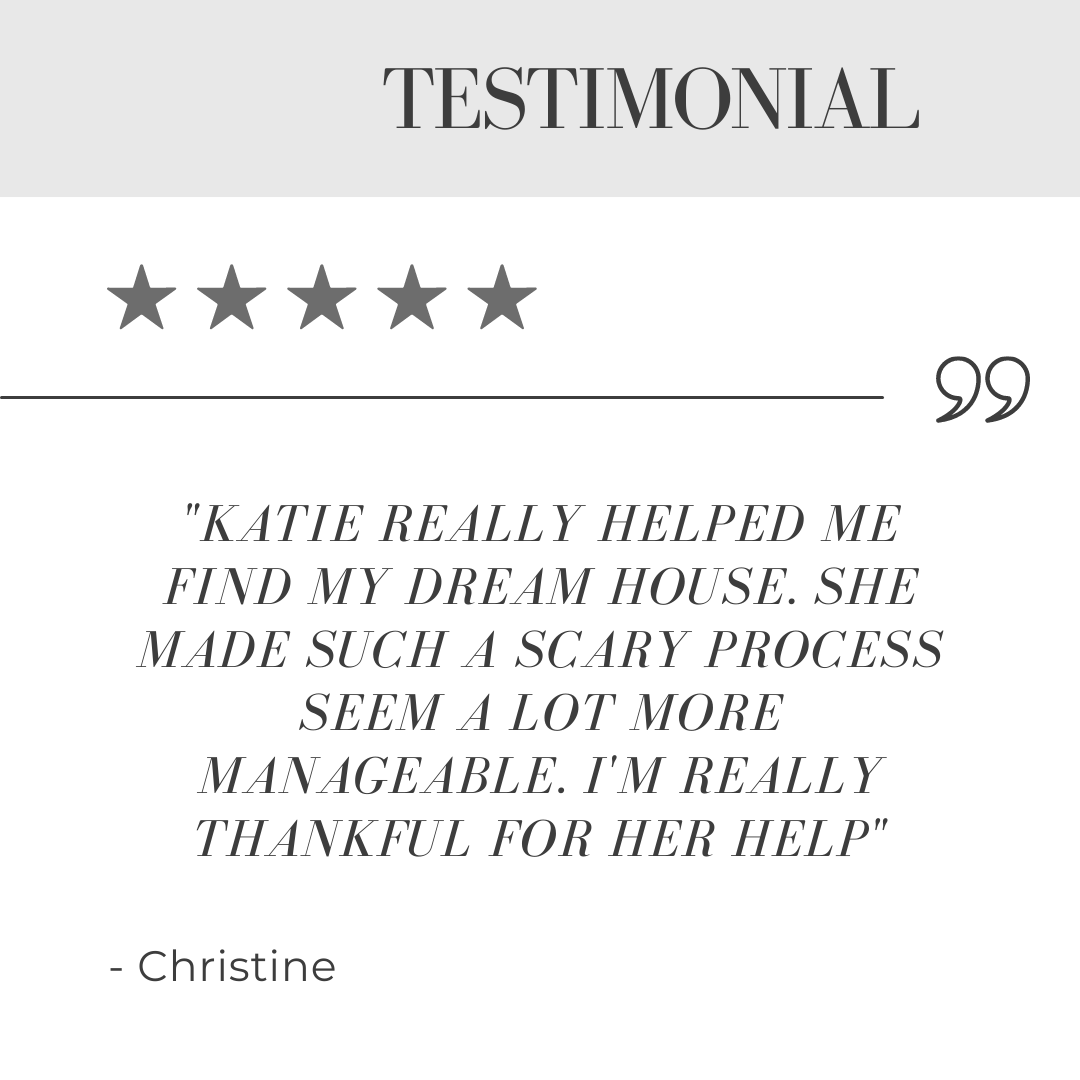 TESTIMONIAL
"KATIE REALLY HELPED ME
FIND MY DREAM HOUSE. SHE
MADE SUCH A SCARY PROCESS
SEEM A LOT MORE
MANAGEABLE. I'M REALLY
THANKFUL FOR HER HELP"
- Christine